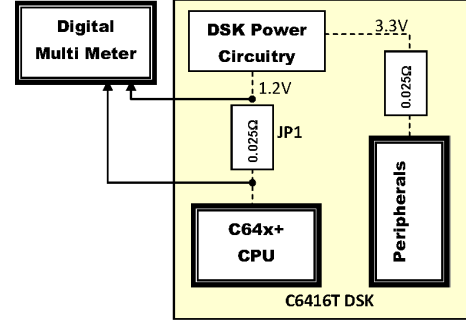 Digital
Multi Meter
DSK Power
Circuitry
3.3V
1.2V
0.025Ω
JP1
0.025Ω
C64x+
CPU
Peripherals
C6416T DSK